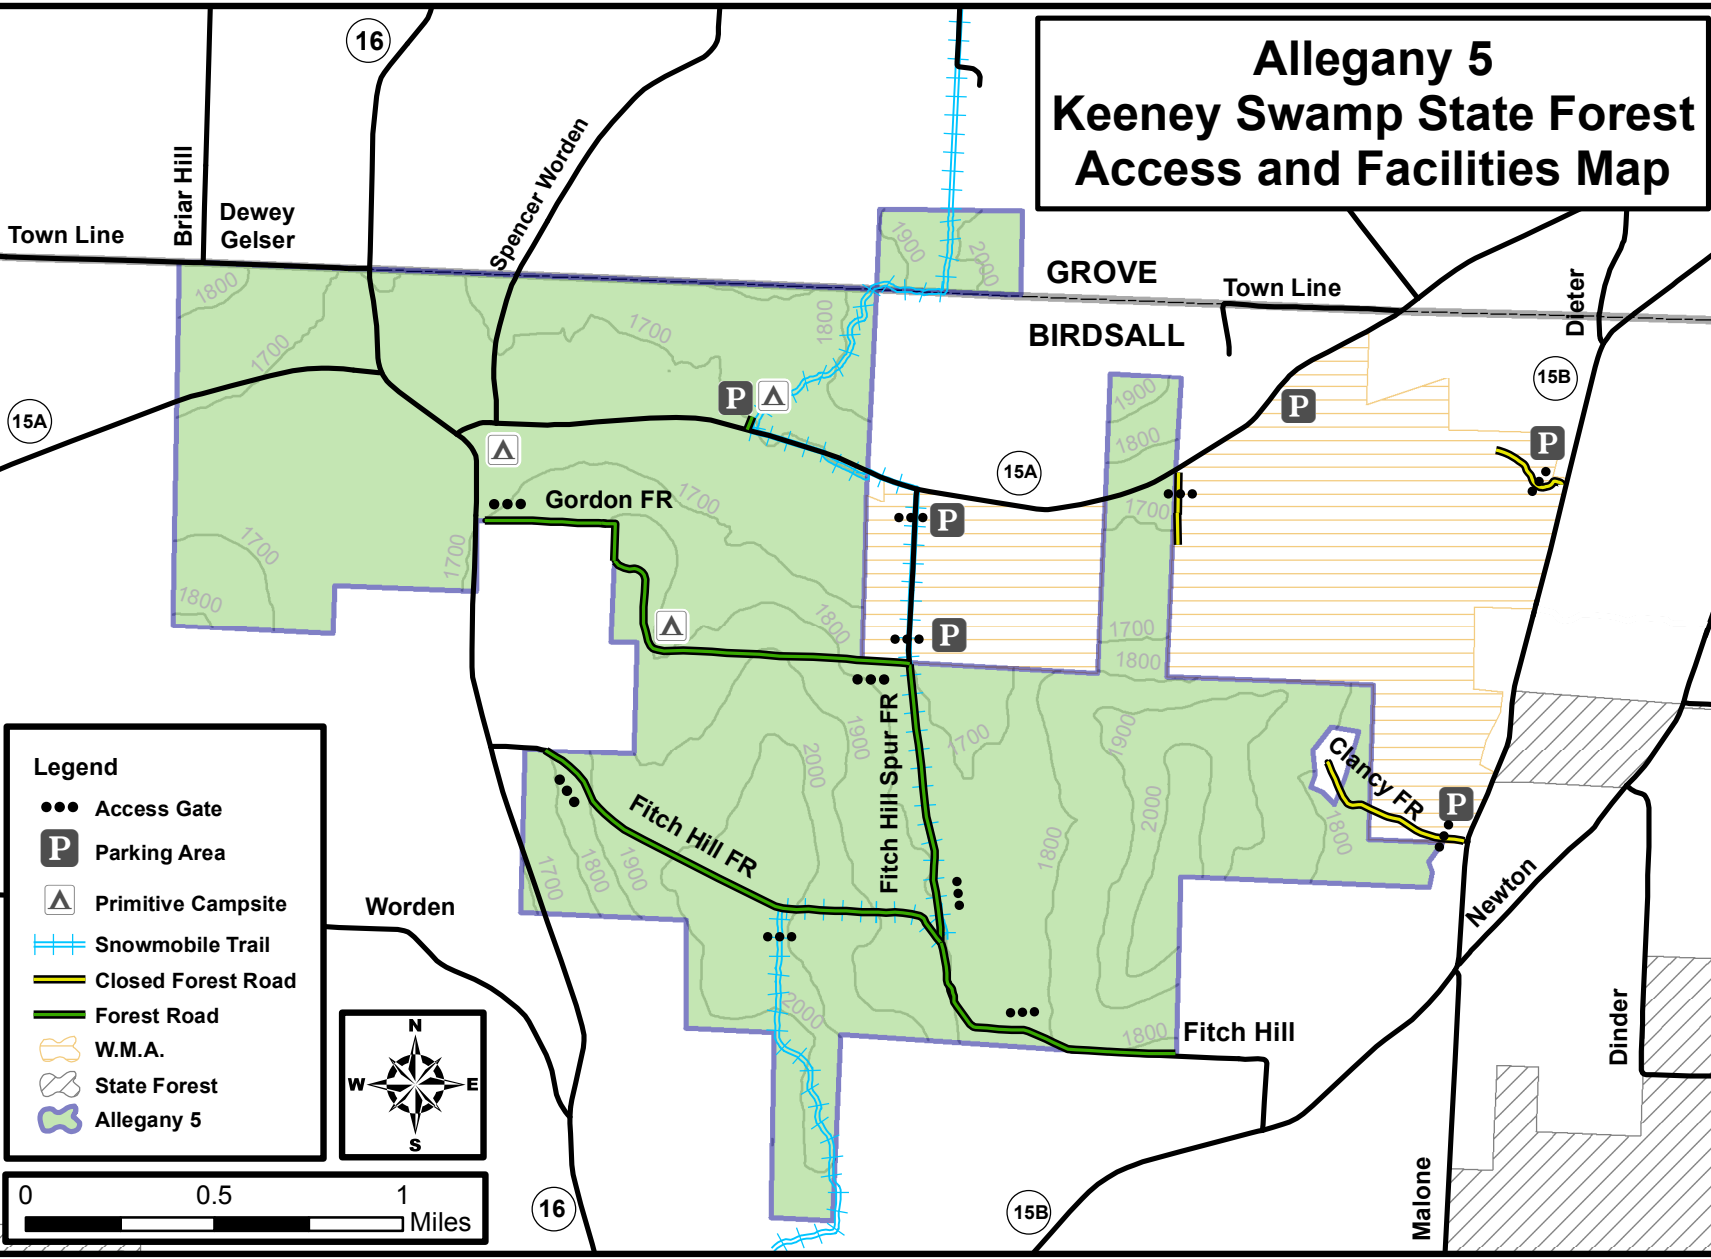 Allegany 5
Keeney Swamp State Forest
Access and Facilities Map
16
Briar Hill
Spencer Worden
Dewey
Gelser
Town Line
1900
2000
GROVE
Town Line
Dieter
1800
1700
1700
1800
BIRDSALL
15B
15A
P
P
1900
1800
P
15A
Gordon FR
1700
1700
P
1700
1700
1800
1800
P
1700
1800
Legend
Access Gate
P
Parking Area
Primitive Campsite
Snowmobile Trail
Closed Forest Road
Forest Road
W.M.A.
State Forest
Allegany 5
Fitch Hill Spur FR
1900
2000
1700
1900
2000
1800
Clancy FR
P
1800
Fitch Hill FR
1700
1800
1900
Worden
Newton
2000
1800
Fitch Hill
Dinder
N
W
E
S
0
0.5
1
Miles
16
15B
Malone